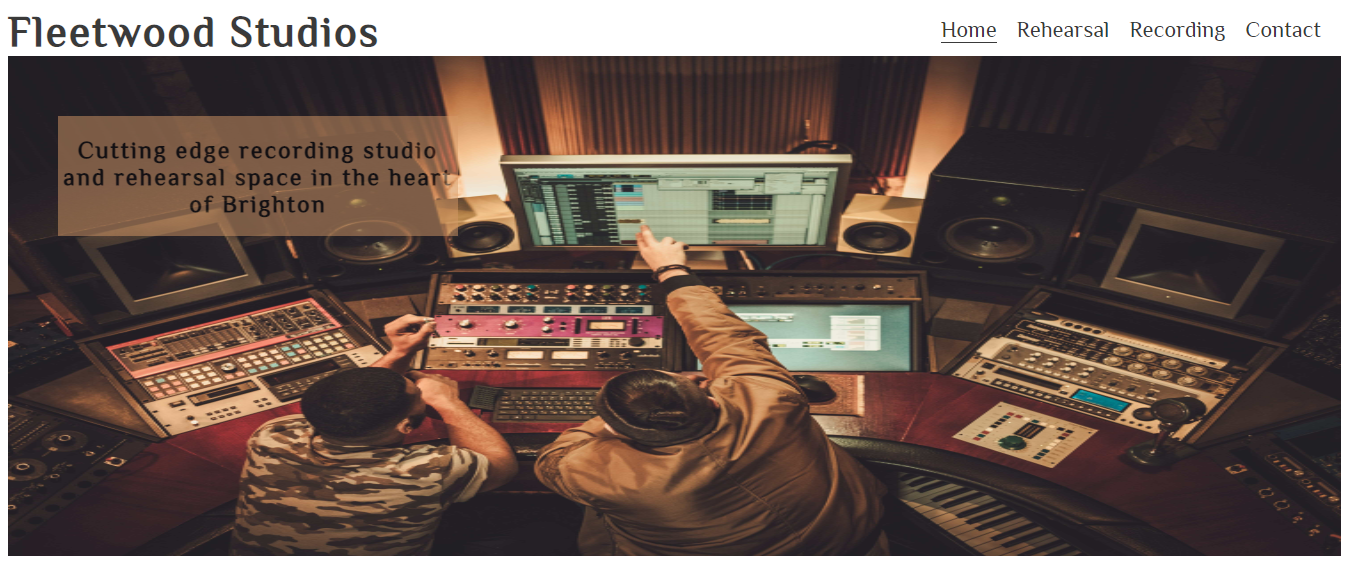 Fleetwood Studios
Home Rehearsal Recording Contact
Cutting edge recording studio
and rehearsal space in the heart
of Brighton